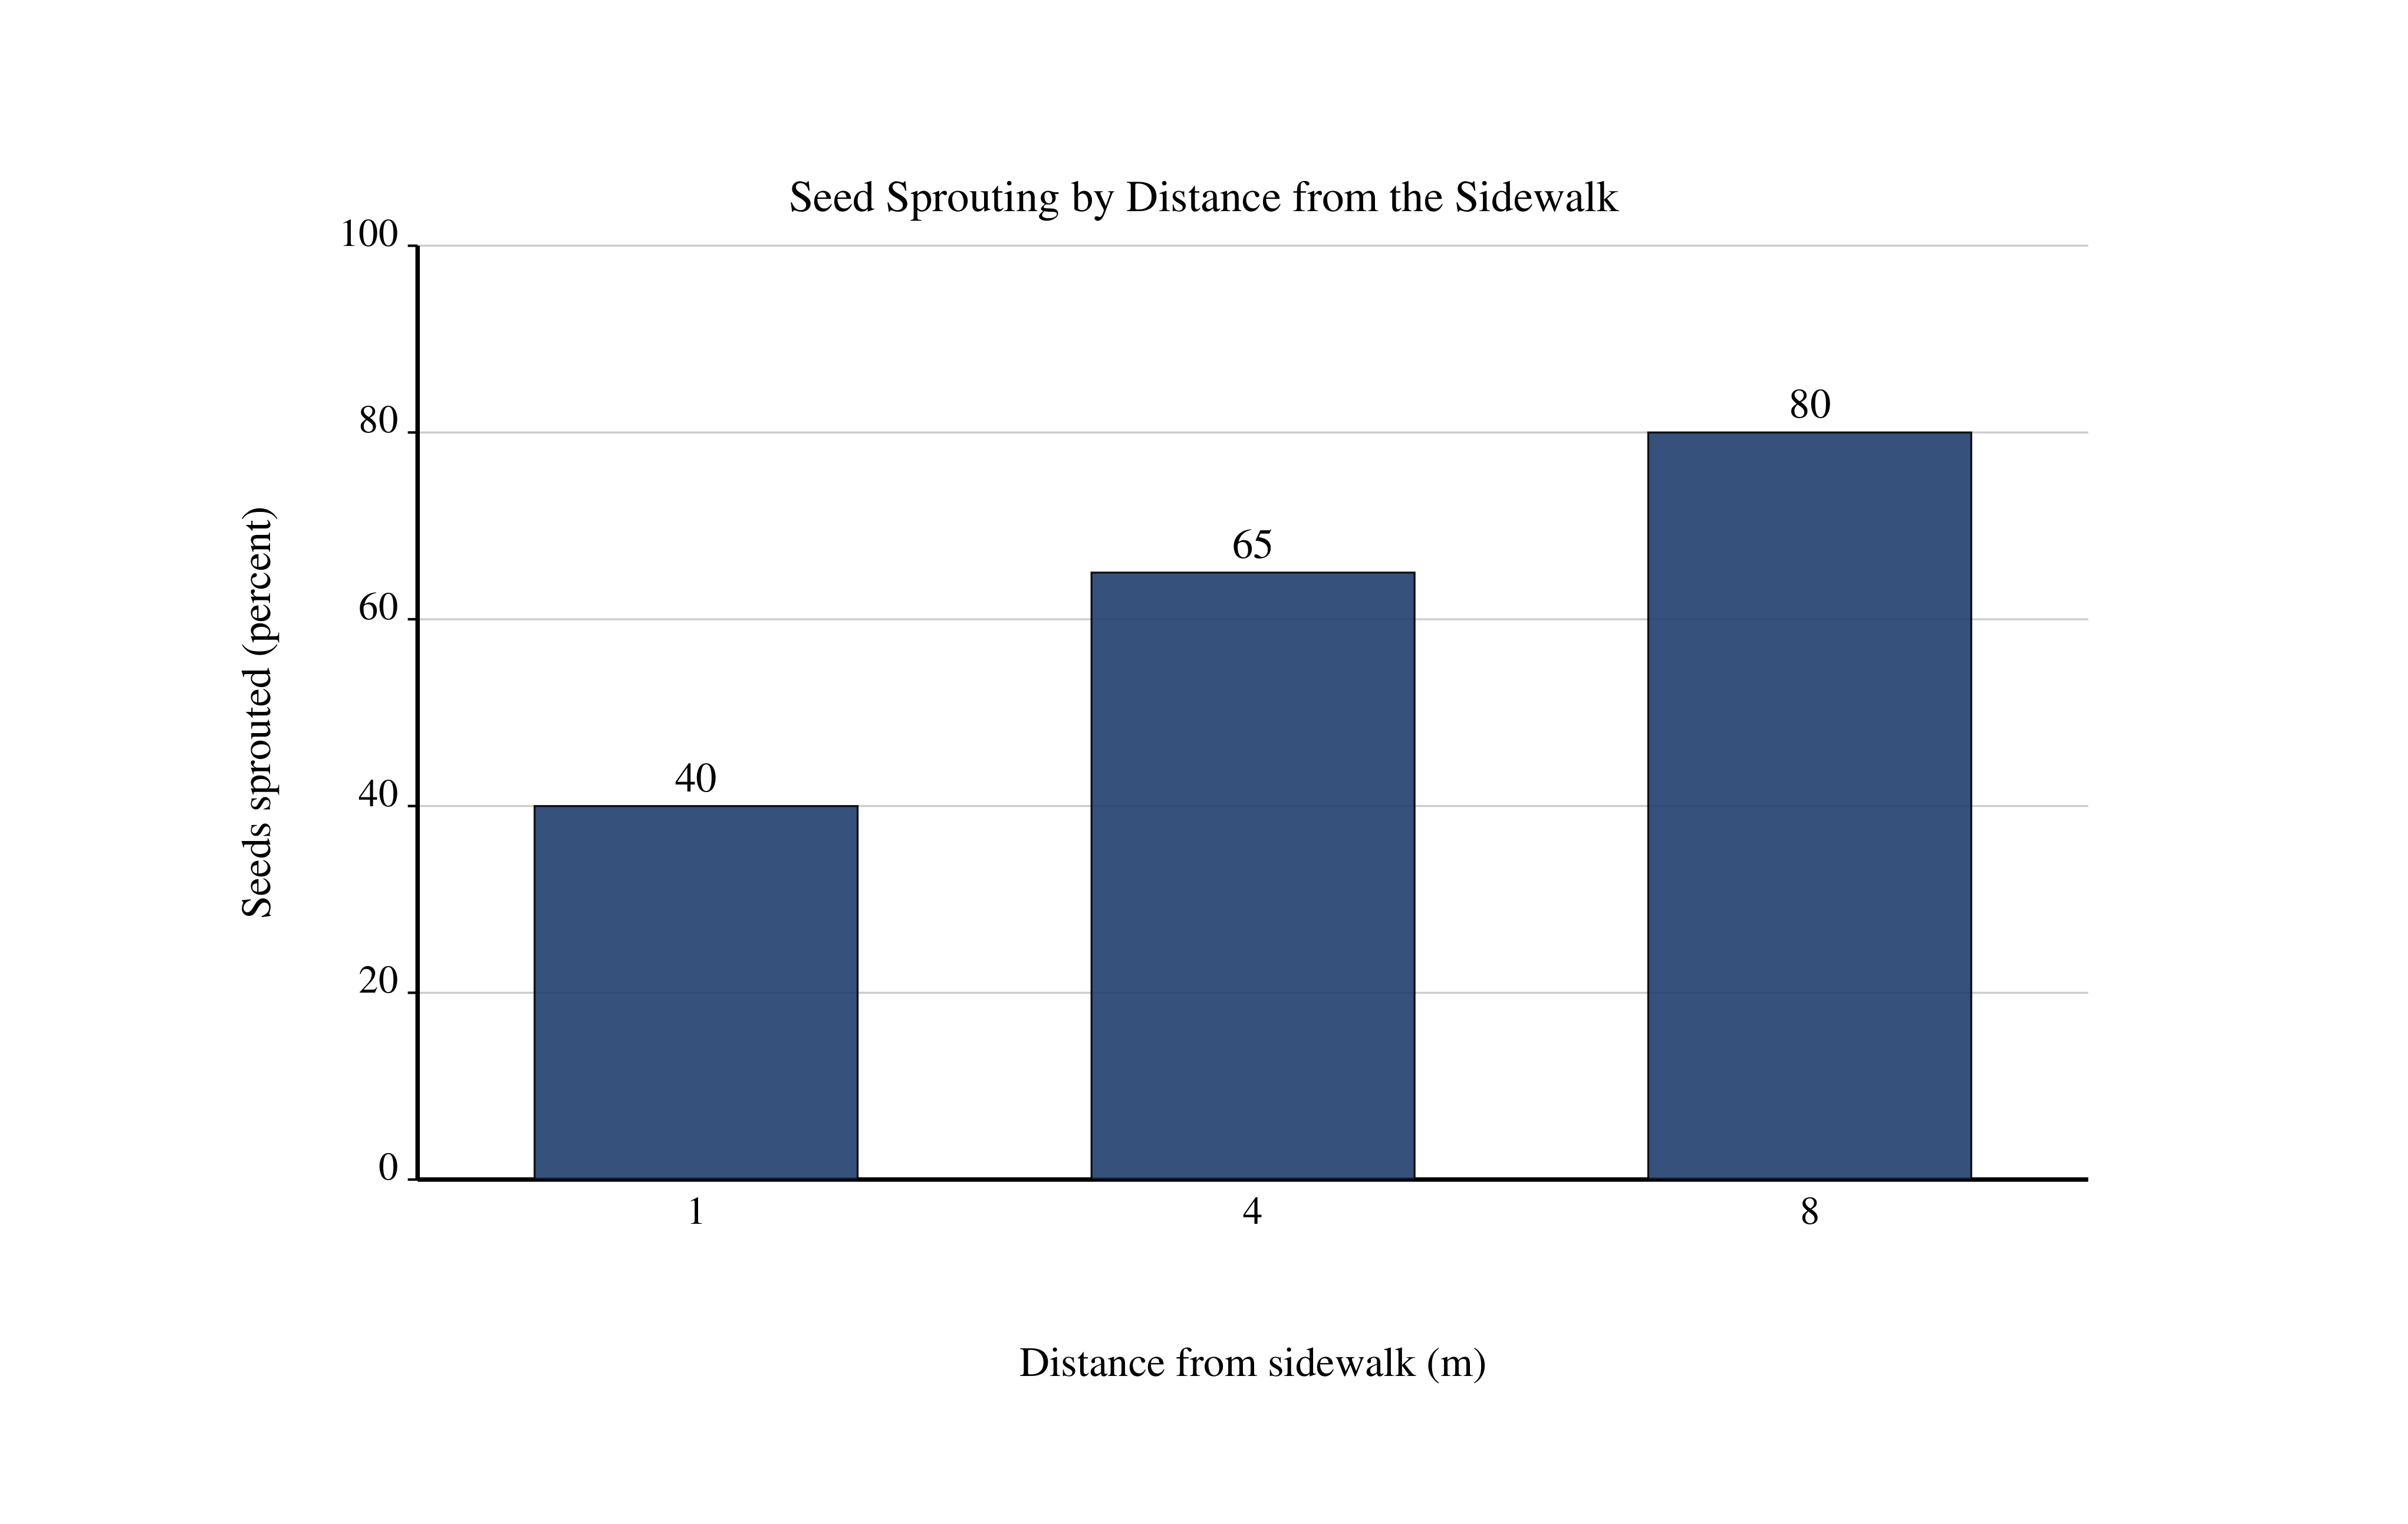 Seed Sprouting by Distance from the Sidewalk
100
80
60
40
20
0
Seeds sprouted (percent)
40
65
80
1 4 8
Distance from sidewalk (m)